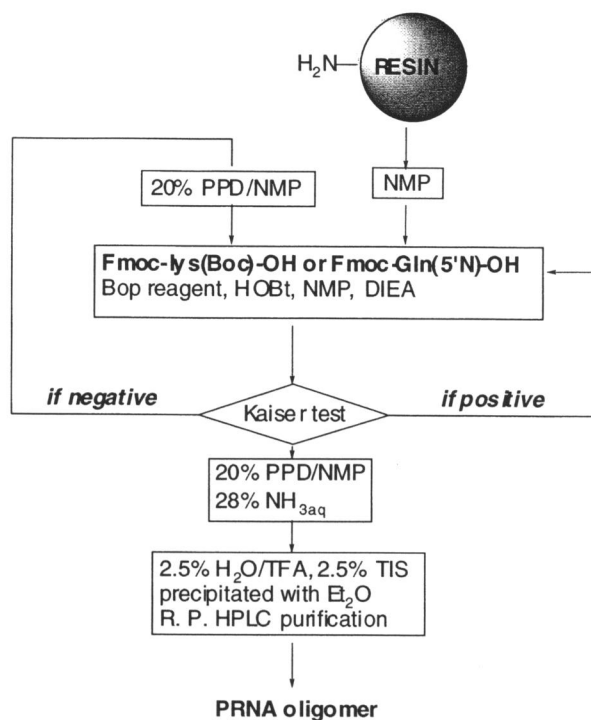 H₂N
RESIN
20% PPD/NMP
NMP
Fmoc-lys(Boc)-OH or Fmoc-Gln(5'N)-OH
Bop reagent, HOBt, NMP, DIEA
if negative
Kaiser test
if positive
20% PPD/NMP
28% NH₃aq
2.5% H₂O/TFA, 2.5% TIS
precipitated with Et₂O
R. P. HPLC purification
PRNA oligomer